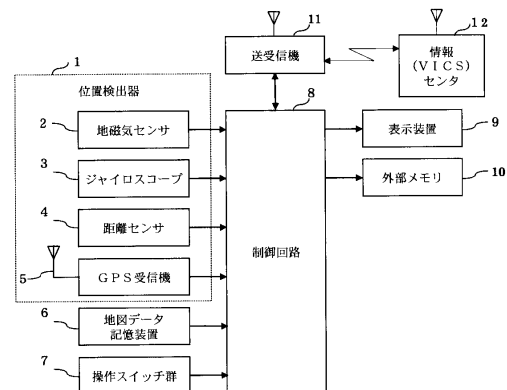 11
送受信機
12
情報
(VICS)
センタ
1
位置検出器
8
2
地磁気センサ
表示装置
9
3
ジャイロスコープ
外部メモリ
10
4
距離センサ
制御回路
5
GPS受信機
6
地図データ
記憶装置
7
操作スイッチ群